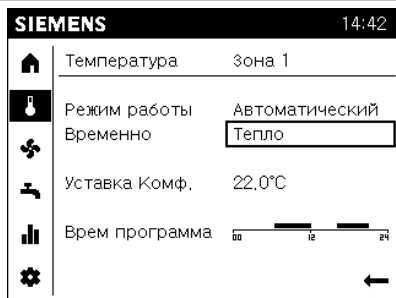 SIEMENS 14:42
Температура Зона 1
Режим работы Автоматический
Временно Тепло
Уставка Комф. 22,0°C
Врем программа
00 12 24